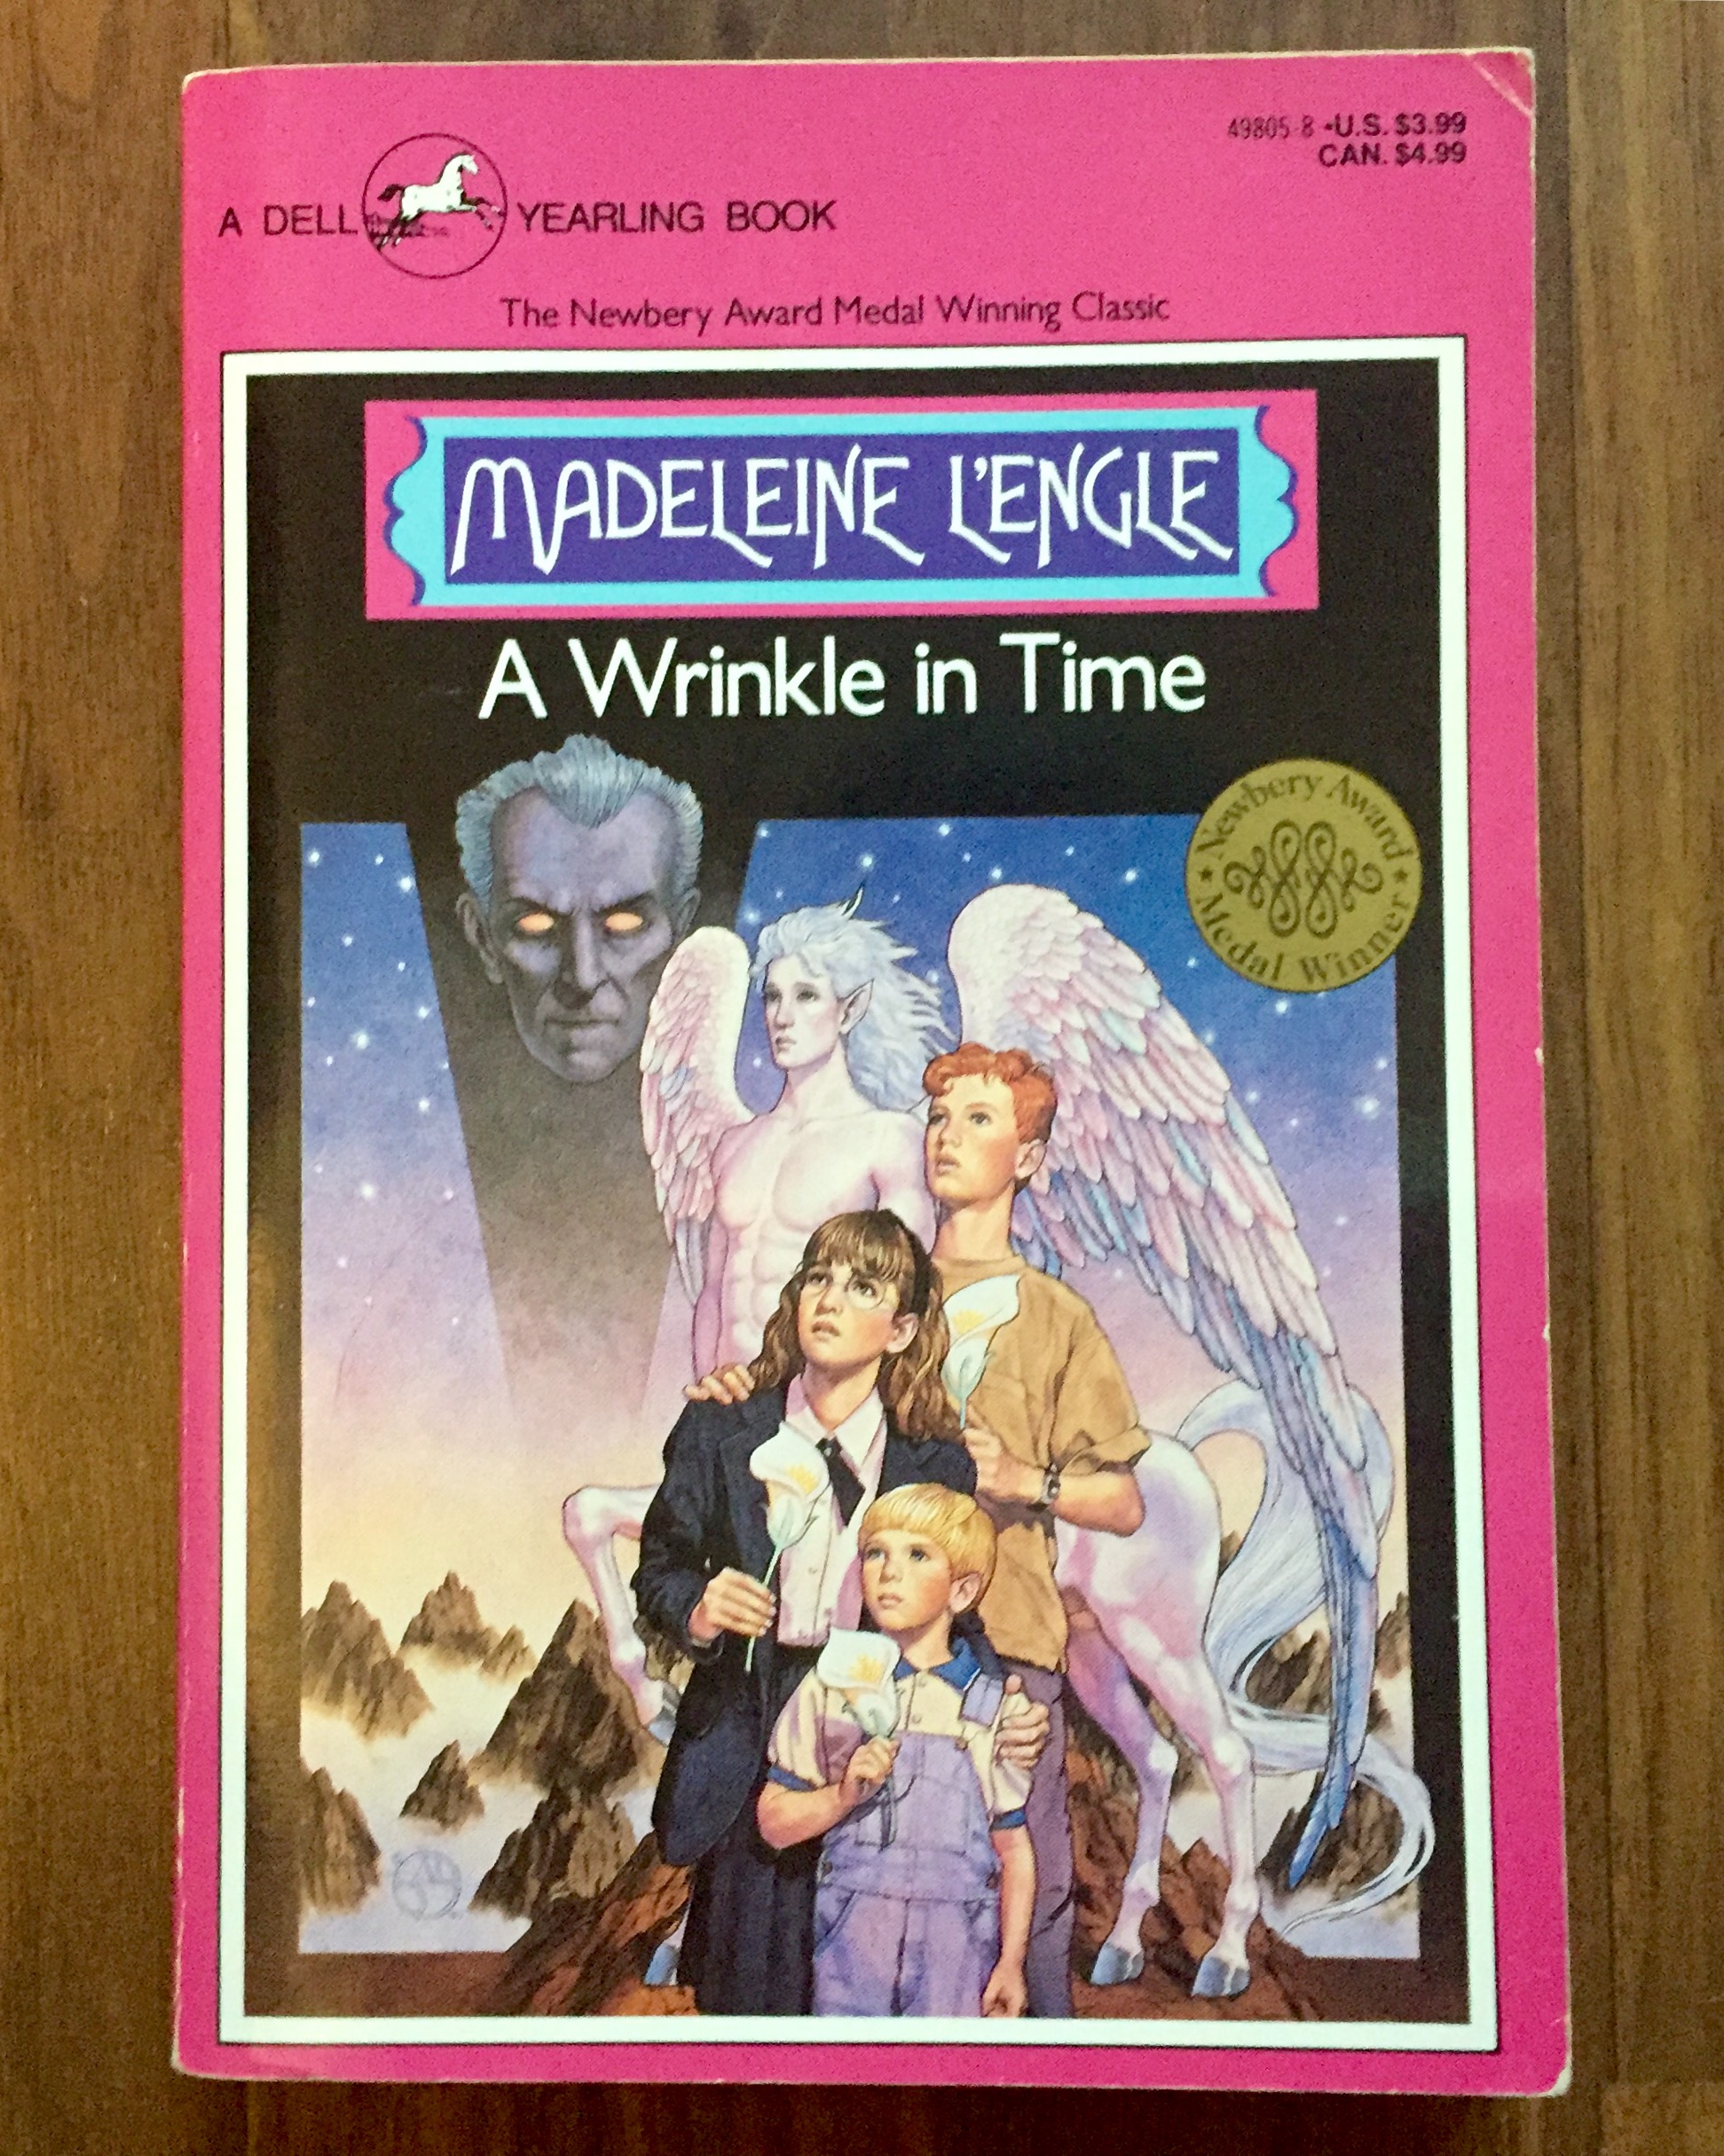 49805-8 -U.S. $3.99
CAN. $4.99
A DELL YEARLING BOOK
The Newbery Award Medal Winning Classic
MADELEINE L'ENGLE
A Wrinkle in Time
Newbery Award
Medal Winner